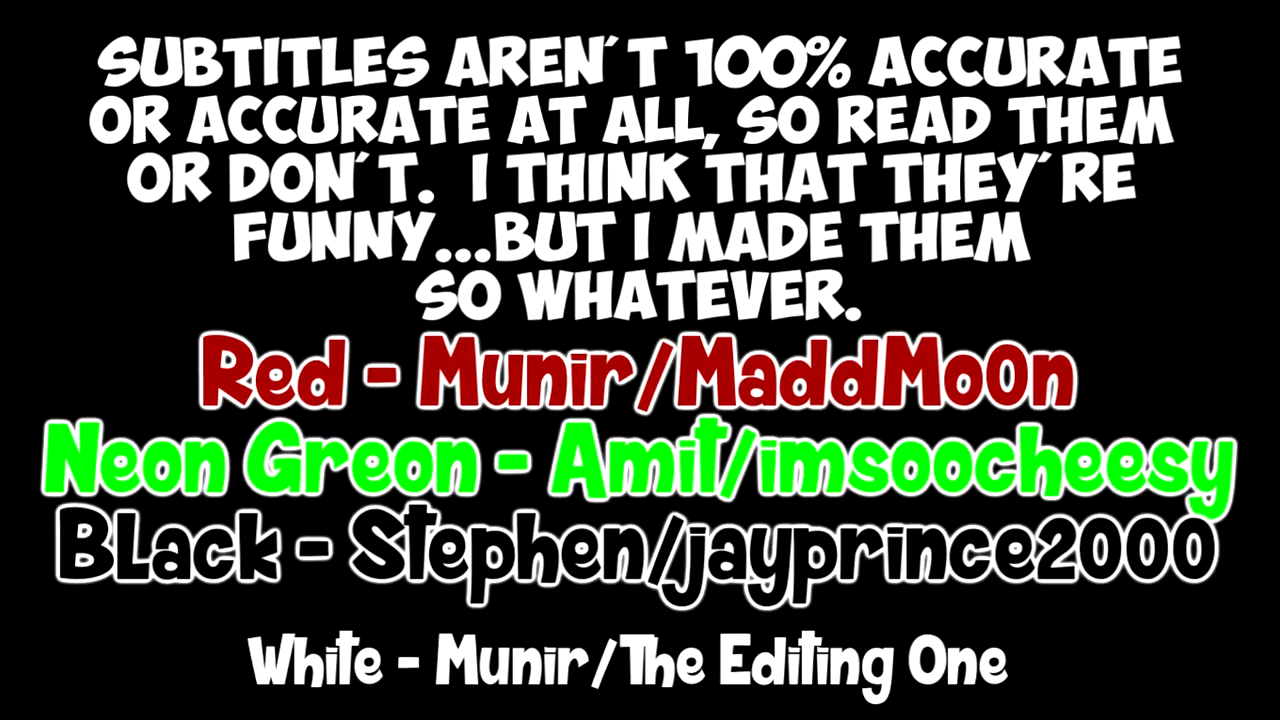 SUBTITLES AREN'T 100% ACCURATE
OR ACCURATE AT ALL, SO READ THEM
OR DON'T. I THINK THAT THEY'RE
FUNNY...BUT I MADE THEM
SO WHATEVER.
Red - Munir/MaddMo0n
Neon Greon - Amit/imsoocheesy
BLack - Stephen/jayprince2000
White - Munir/The Editing One